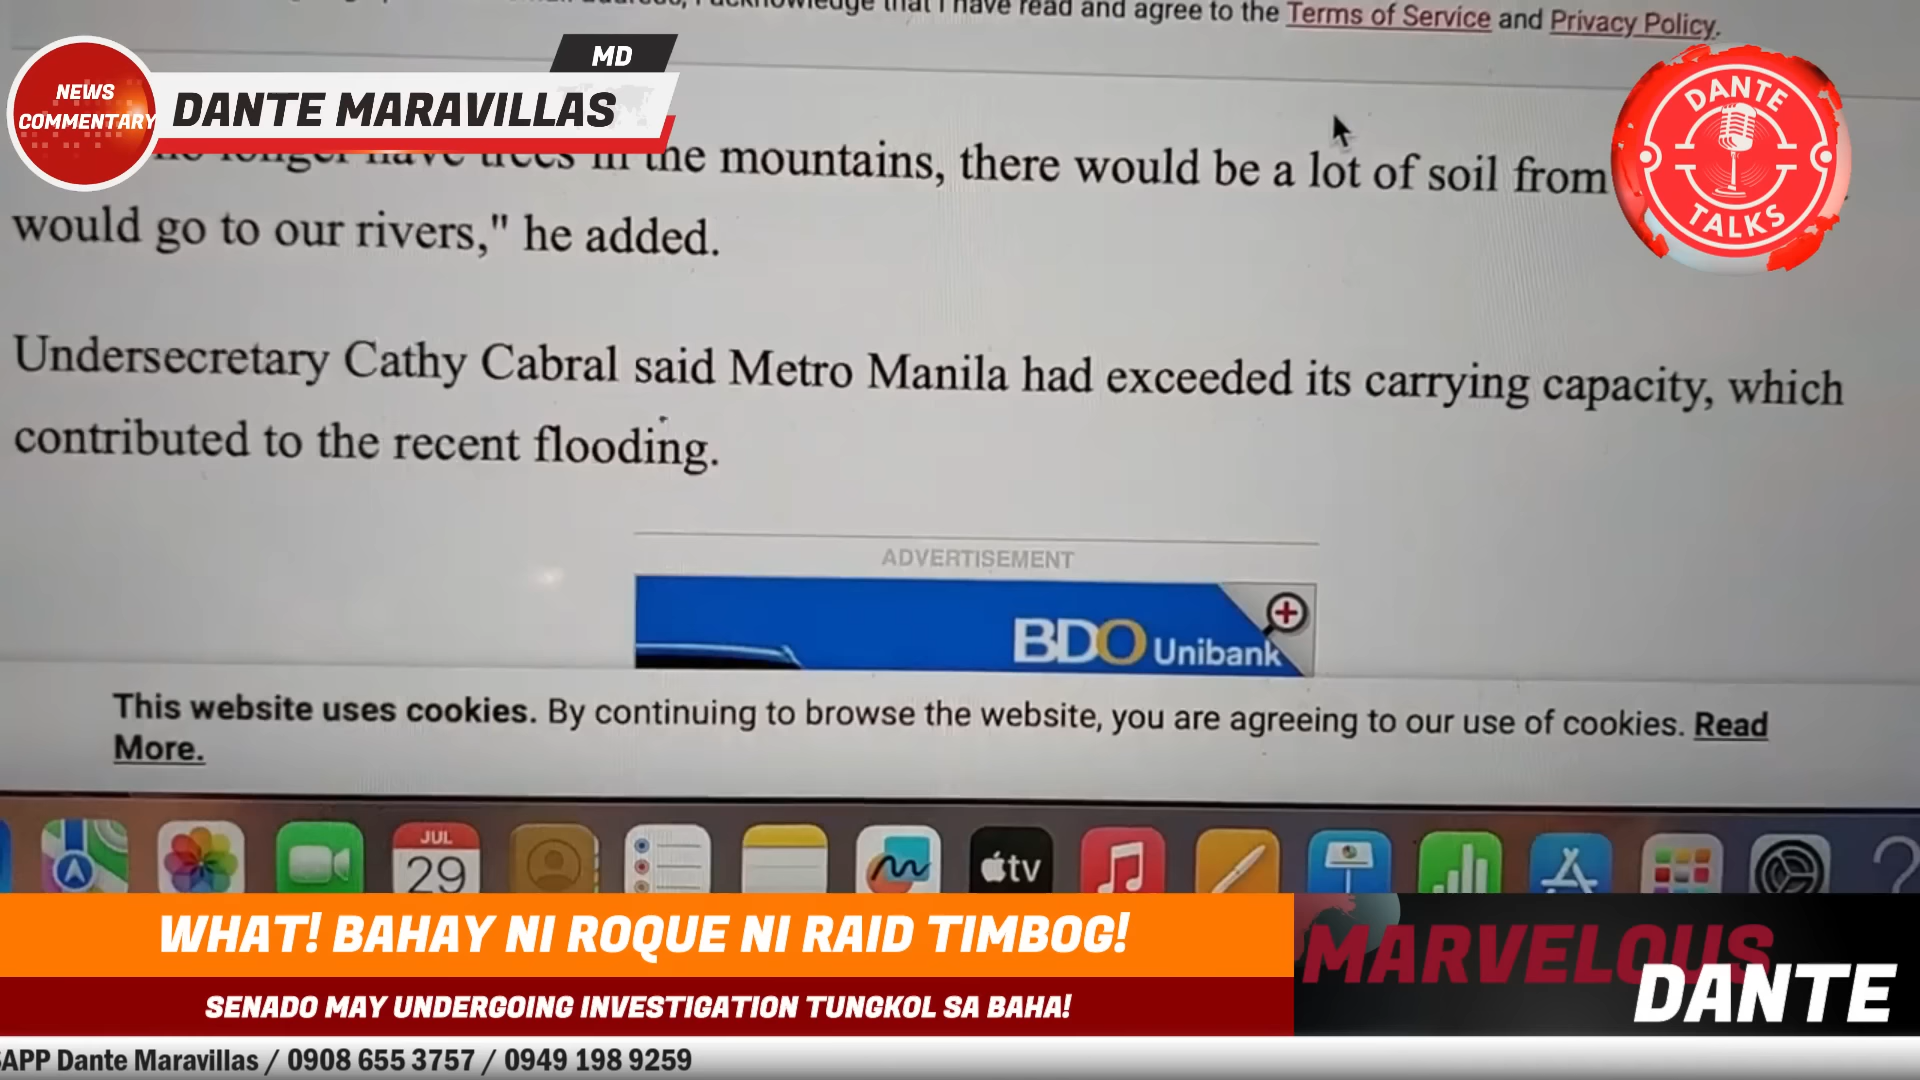 have read and agree to the Terms of Service and Privacy Policy.
MD
NEWS
COMMENTARY
DANTE MARAVILLAS
DANTE
TALKS
no longer have trees in the mountains, there would be a lot of soil from
would go to our rivers," he added.
Undersecretary Cathy Cabral said Metro Manila had exceeded its carrying capacity, which
contributed to the recent flooding.
ADVERTISEMENT
BDO Unibank
This website uses cookies. By continuing to browse the website, you are agreeing to our use of cookies. Read
More.
JUL
29
tv
WHAT! BAHAY NI ROQUE NI RAID TIMBOG!
SENADO MAY UNDERGOING INVESTIGATION TUNGKOL SA BAHA!
MARVELOUS
DANTE
APP Dante Maravillas / 0908 655 3757 / 0949 198 9259